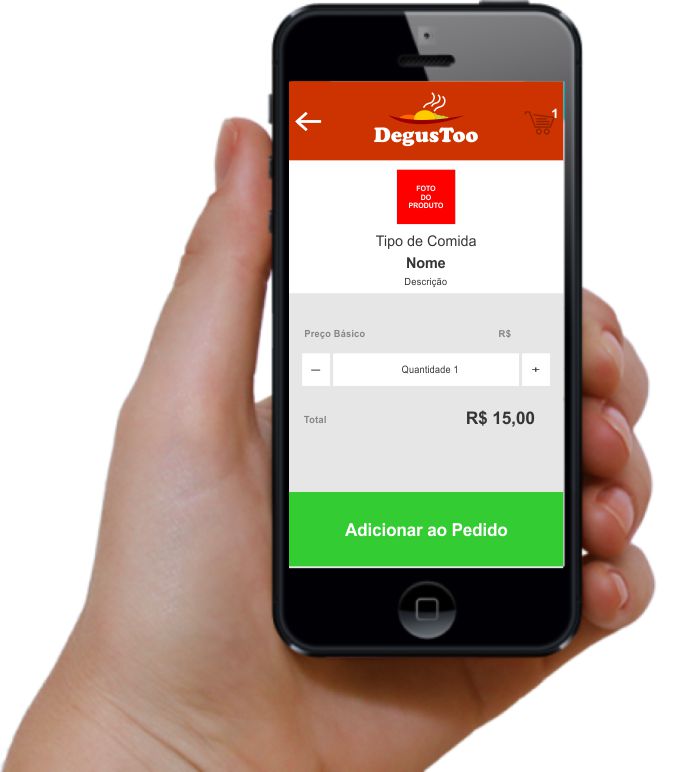 1
DegusToo
FOTO
DO
PRODUTO
Tipo de Comida
Nome
Descrição
Preço Básico R$
– Quantidade 1 +
Total R$ 15,00
Adicionar ao Pedido